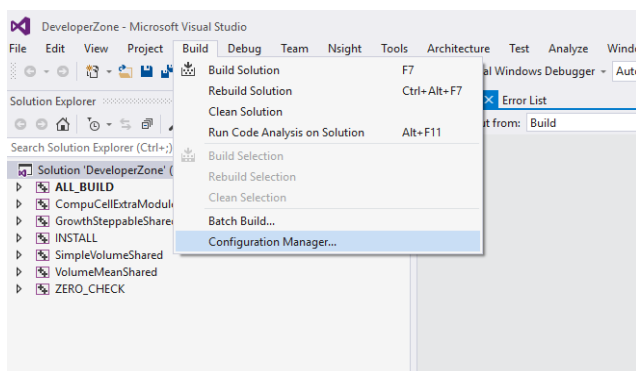 DeveloperZone - Microsoft Visual Studio
File Edit View Project Build Debug Team Nsight Tools Architecture Test Analyze
Build Solution F7
Windows Debugger
Rebuild Solution Ctrl+Alt+F7
Solution Explorer
Error List
Clean Solution
from: Build
Run Code Analysis on Solution Alt+F11
Search Solution Explorer (Ctrl+;)
Build Selection
Solution 'DeveloperZone' (
Rebuild Selection
ALL_BUILD
Clean Selection
GrowthSteppableShared
Batch Build...
INSTALL
Configuration Manager...
SimpleVolumeShared
VolumeMeanShared
ZERO_CHECK